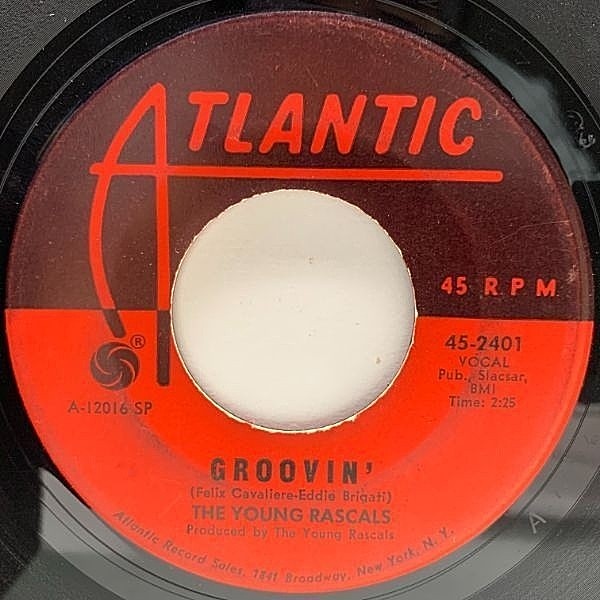 ATLANTIC
45 R P M
®
A-12016 SP
45-2401
VOCAL
Pub., Slacsar,
BMI
Time: 2:25
GROOVIN'
(Felix Cavaliere-Eddie Brigati)
THE YOUNG RASCALS
Produced by The Young Rascals
Atlantic Record Sales, 1841 Broadway, New York, N. Y.